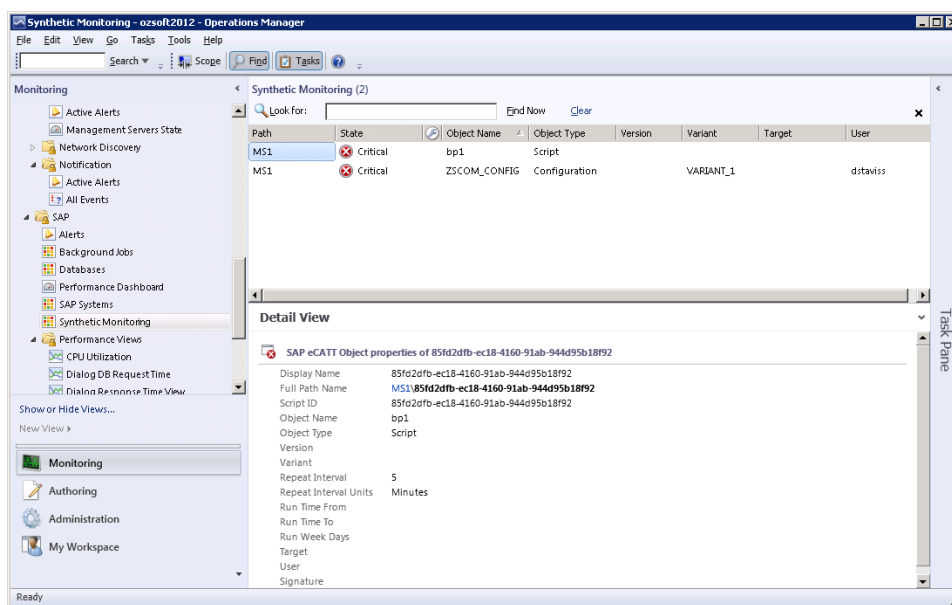 Synthetic Monitoring - ozsoft2012 - Operations Manager
File Edit View Go Tasks Tools Help
Search Scope Find Tasks
Monitoring
Active Alerts
Management Servers State
Network Discovery
Notification
Active Alerts
All Events
SAP
Alerts
Background Jobs
Databases
Performance Dashboard
SAP Systems
Synthetic Monitoring
Performance Views
CPU Utilization
Dialog DB Request Time
Dialog Response Time View
Show or Hide Views...
New View
Monitoring
Authoring
Administration
My Workspace
Synthetic Monitoring (2)
Look for: Find Now Clear
Path State Object Name Object Type Version Variant Target User
MS1 Critical bp1 Script
MS1 Critical ZSCOM_CONFIG Configuration VARIANT_1 dstaviss
Detail View
SAP eCATT Object properties of 85fd2dfb-ec18-4160-91ab-944d95b18f92
Display Name 85fd2dfb-ec18-4160-91ab-944d95b18f92
Full Path Name MS1\85fd2dfb-ec18-4160-91ab-944d95b18f92
Script ID 85fd2dfb-ec18-4160-91ab-944d95b18f92
Object Name bp1
Object Type Script
Version
Variant
Repeat Interval 5
Repeat Interval Units Minutes
Run Time From
Run Time To
Run Week Days
Target
User
Signature
Task Pane
Ready